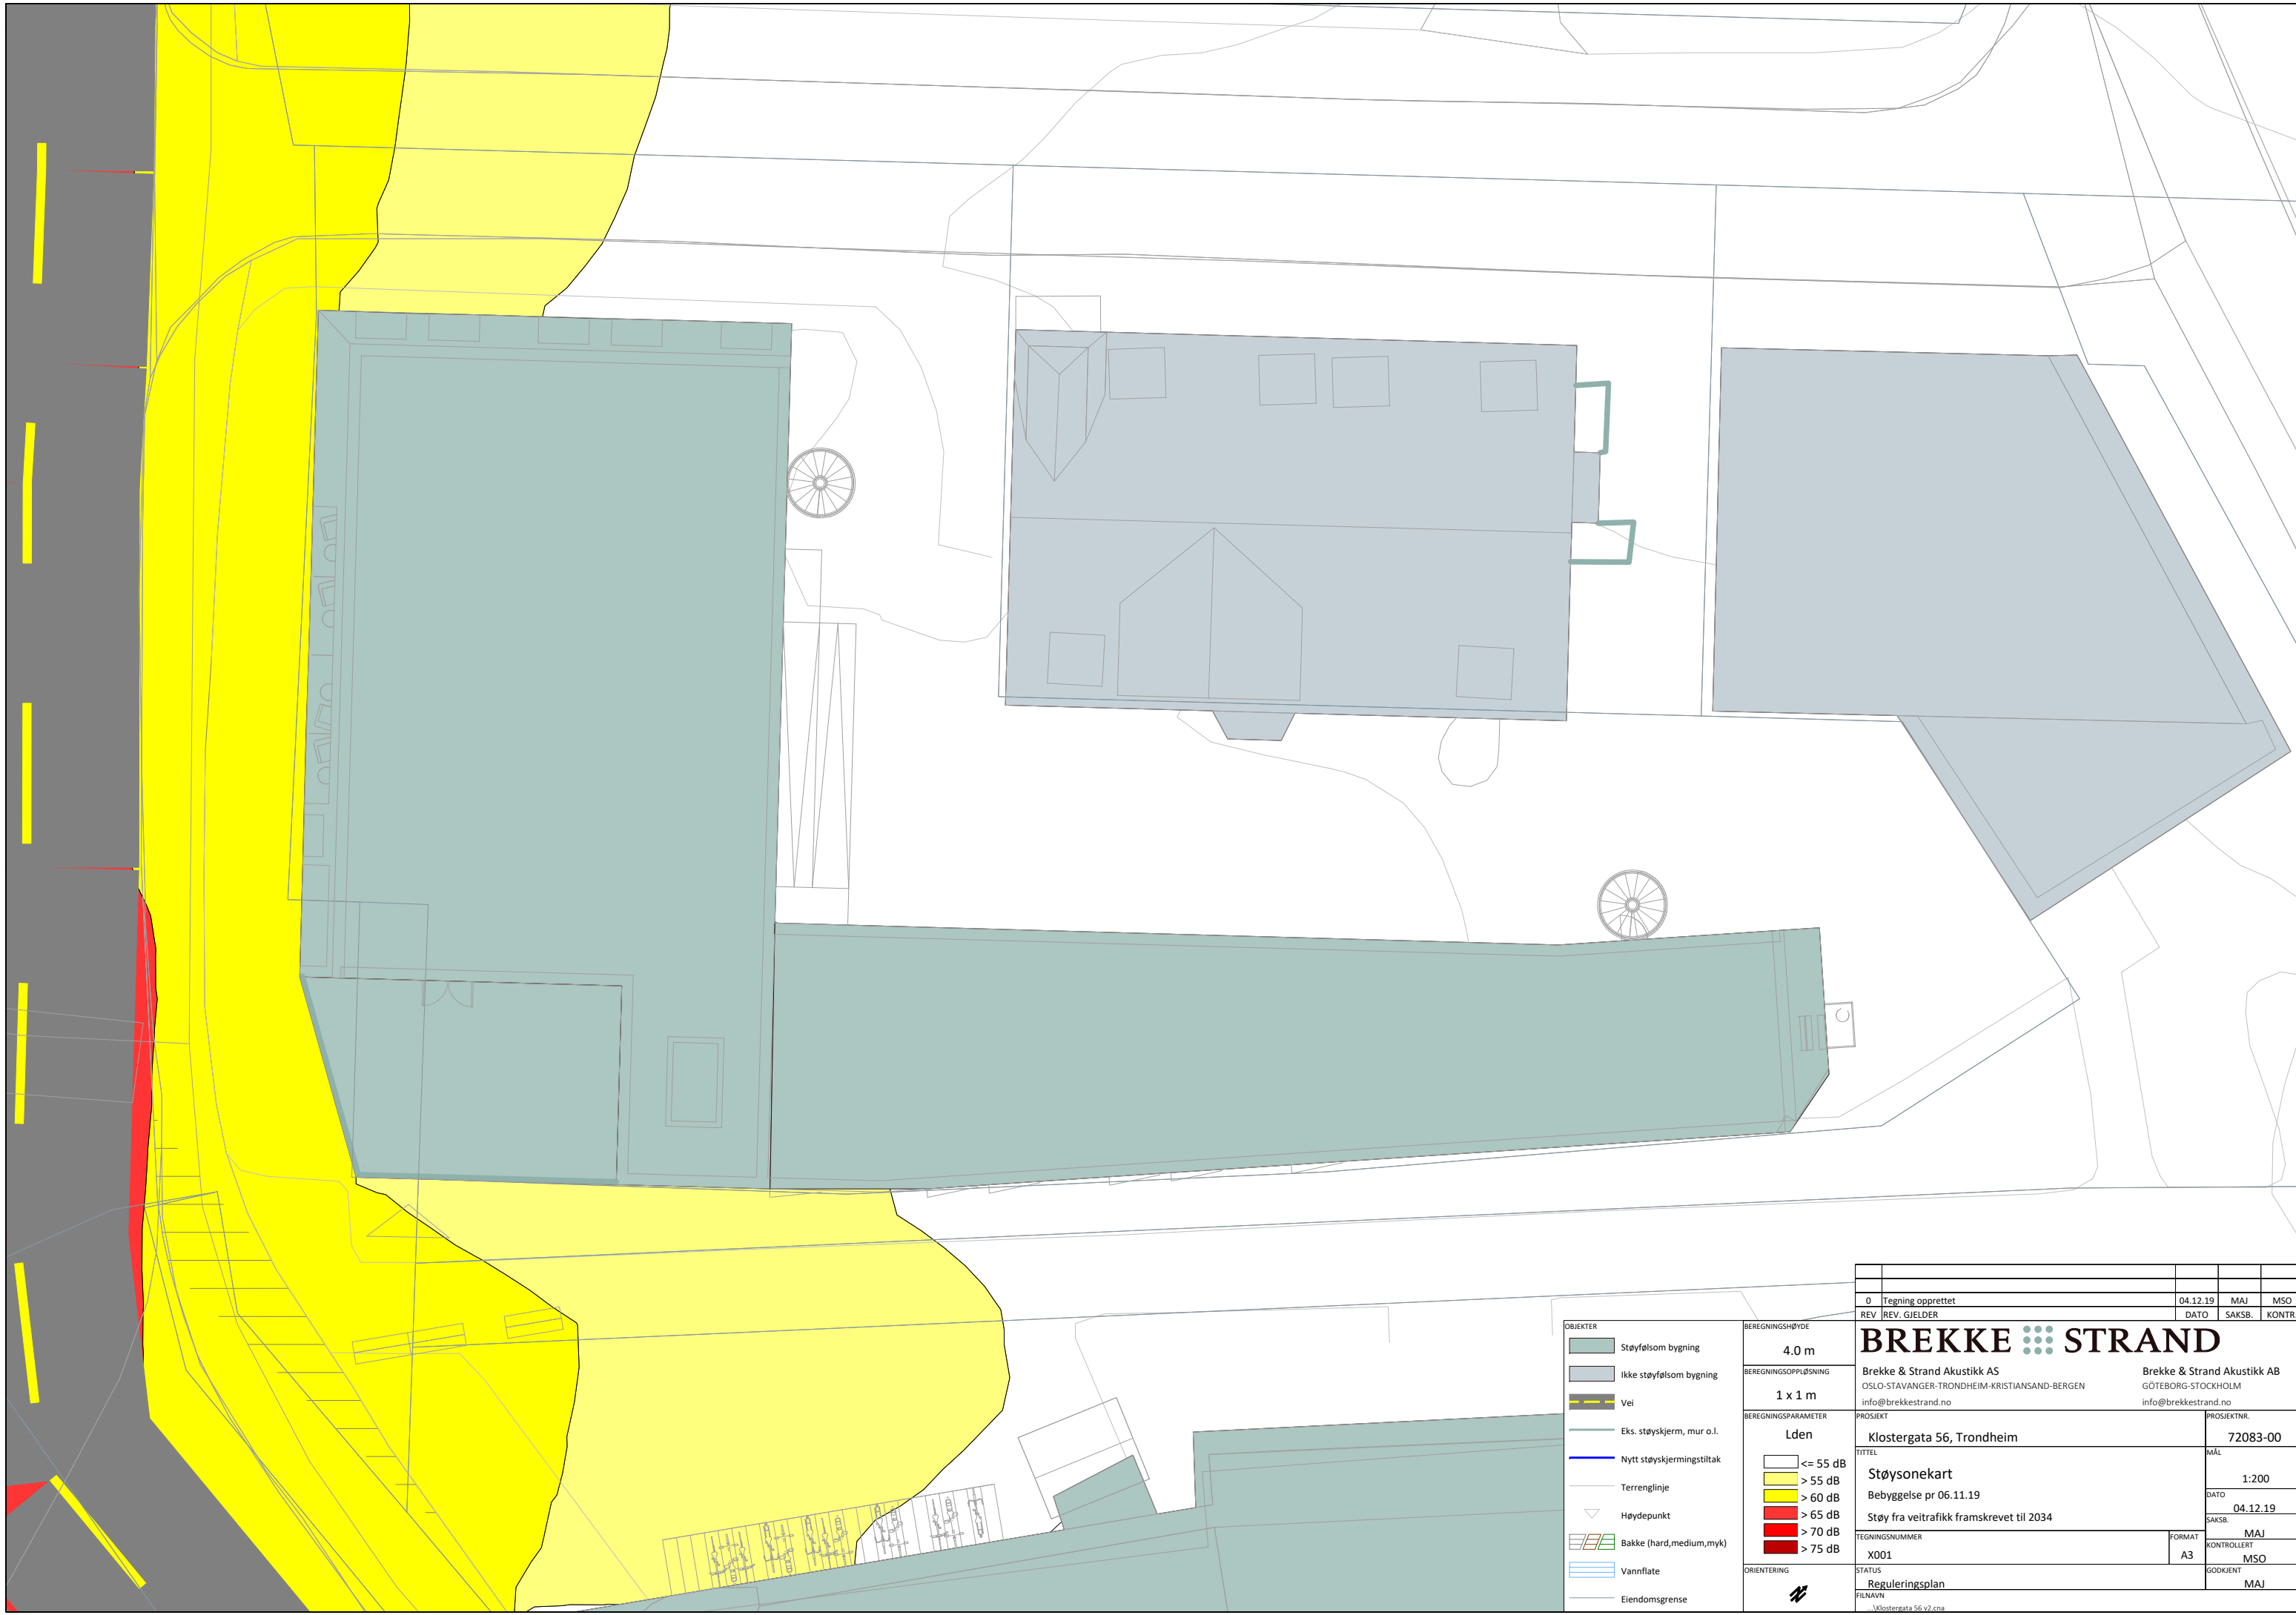 0 Tegning opprettet 04.12.19 MAJ MSO
REV REV. GJELDER DATO SAKSB. KONTR.
OBJEKTER
Støyfølsom bygning
Ikke støyfølsom bygning
Vei
Eks. støyskjerm, mur o.l.
Nytt støyskjermingstiltak
Terrenglinje
Høydepunkt
Bakke (hard,medium,myk)
Vannflate
Eiendomsgrense
BEREGNINGSHØYDE
4.0 m
BEREGNINGSOPPLØSNING
1 x 1 m
BEREGNINGSPARAMETER
Lden
<= 55 dB
> 55 dB
> 60 dB
> 65 dB
> 70 dB
> 75 dB
ORIENTERING
N
BREKKE STRAND
Brekke & Strand Akustikk AS
OSLO-STAVANGER-TRONDHEIM-KRISTIANSAND-BERGEN
info@brekkestrand.no
Brekke & Strand Akustikk AB
GÖTEBORG-STOCKHOLM
info@brekkestrand.no
PROSJEKT
Klostergata 56, Trondheim
PROSJEKTNR.
72083-00
TITTEL
Støysonekart
Bebyggelse pr 06.11.19
Støy fra veitrafikk framskrevet til 2034
MÅL
1:200
DATO
04.12.19
SAKSB.
MAJ
TEGNINGSNUMMER
X001
FORMAT
A3
KONTROLLERT
MSO
STATUS
Reguleringsplan
GODKJENT
MAJ
FILNAVN
...\Klostergata 56 v2.cna